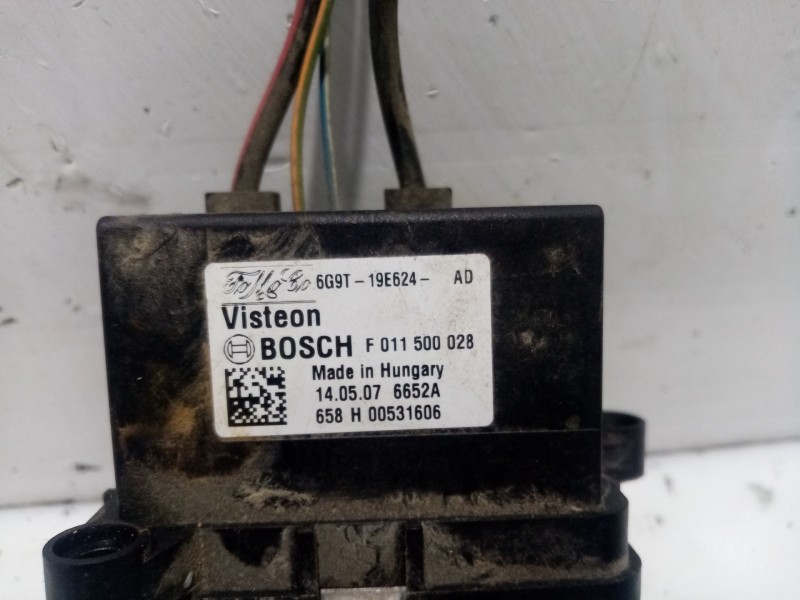 FoMoCo 6G9T-19E624- AD
Visteon
BOSCH F 011 500 028
Made in Hungary
14.05.07 6652A
658 H 00531606